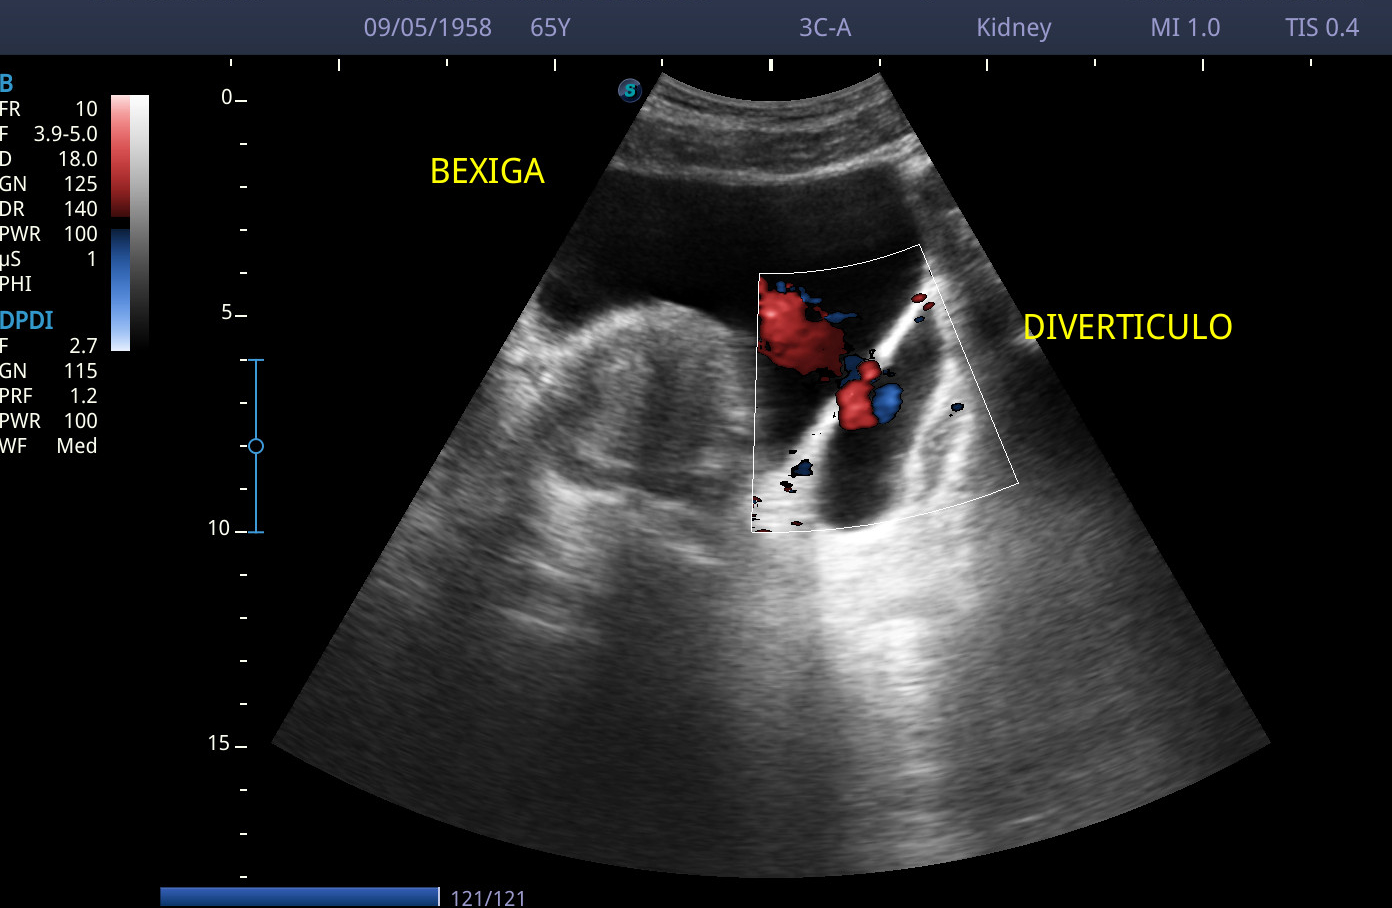 09/05/1958 65Y 3C-A Kidney MI 1.0 TIS 0.4
B
FR 10
F 3.9-5.0
D 18.0
GN 125
DR 140
PWR 100
µS 1
PHI
DPDI
F 2.7
GN 115
PRF 1.2
PWR 100
WF Med
0
5
10
15
S
BEXIGA
DIVERTICULO
121/121